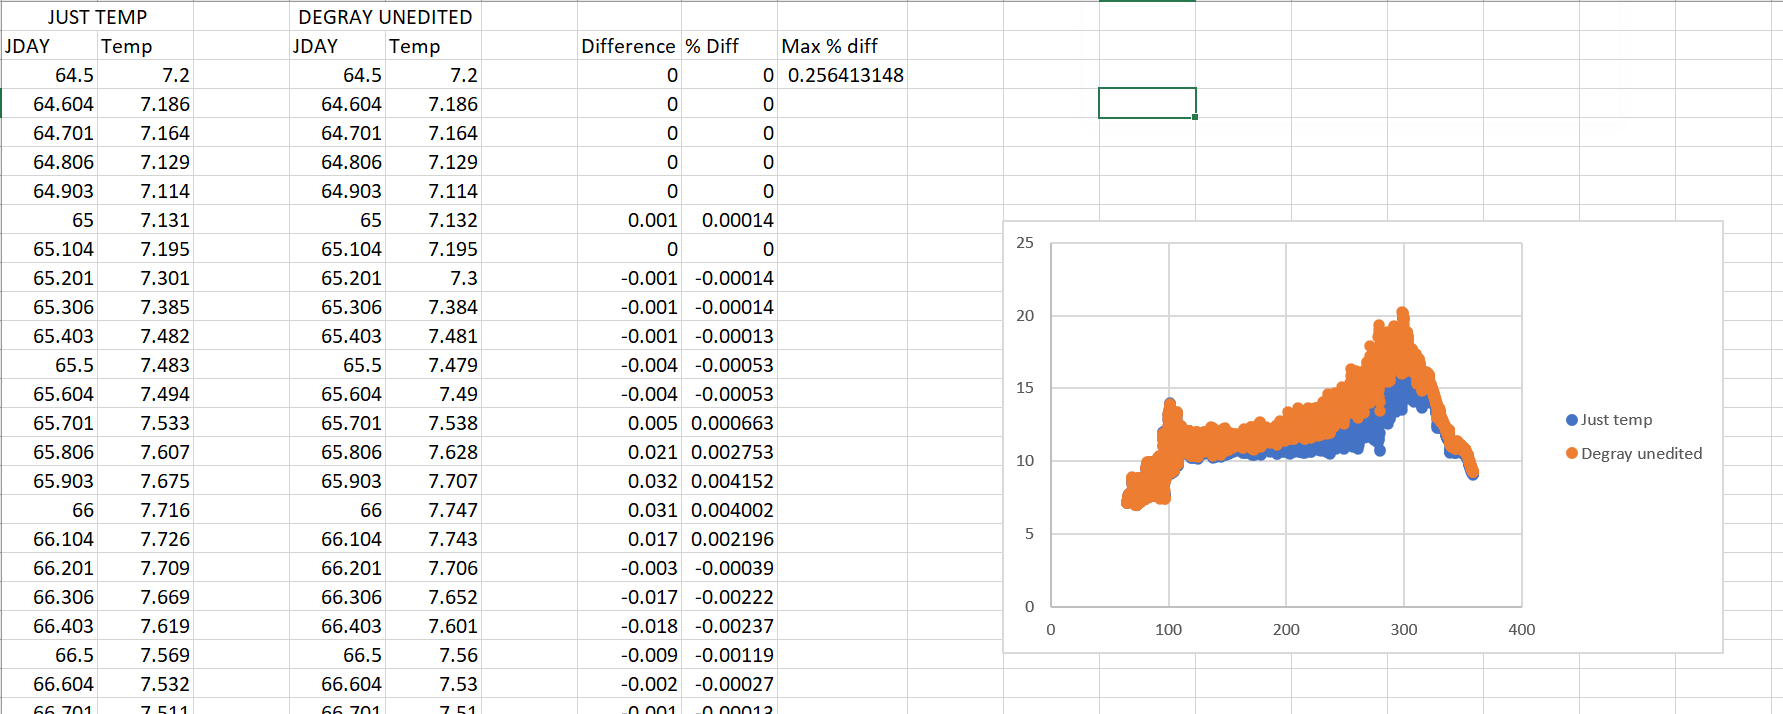 JUST TEMP DEGRAY UNEDITED
JDAY Temp JDAY Temp Difference % Diff Max % diff
64.5 7.2 64.5 7.2 0 0 0.256413148
64.604 7.186 64.604 7.186 0 0
64.701 7.164 64.701 7.164 0 0
64.806 7.129 64.806 7.129 0 0
64.903 7.114 64.903 7.114 0 0
65 7.131 65 7.132 0.001 0.00014
65.104 7.195 65.104 7.195 0 0
65.201 7.301 65.201 7.3 -0.001 -0.00014
65.306 7.385 65.306 7.384 -0.001 -0.00014
65.403 7.482 65.403 7.481 -0.001 -0.00013
65.5 7.483 65.5 7.479 -0.004 -0.00053
65.604 7.494 65.604 7.49 -0.004 -0.00053
65.701 7.533 65.701 7.538 0.005 0.000663
65.806 7.607 65.806 7.628 0.021 0.002753
65.903 7.675 65.903 7.707 0.032 0.004152
66 7.716 66 7.747 0.031 0.004002
66.104 7.726 66.104 7.743 0.017 0.002196
66.201 7.709 66.201 7.706 -0.003 -0.00039
66.306 7.669 66.306 7.652 -0.017 -0.00222
66.403 7.619 66.403 7.601 -0.018 -0.00237
66.5 7.569 66.5 7.56 -0.009 -0.00119
66.604 7.532 66.604 7.53 -0.002 -0.00027
66.701 7.511 66.701 7.51 -0.001 -0.00013
25
20
15
10
5
0
0 100 200 300 400
Just temp
Degray unedited